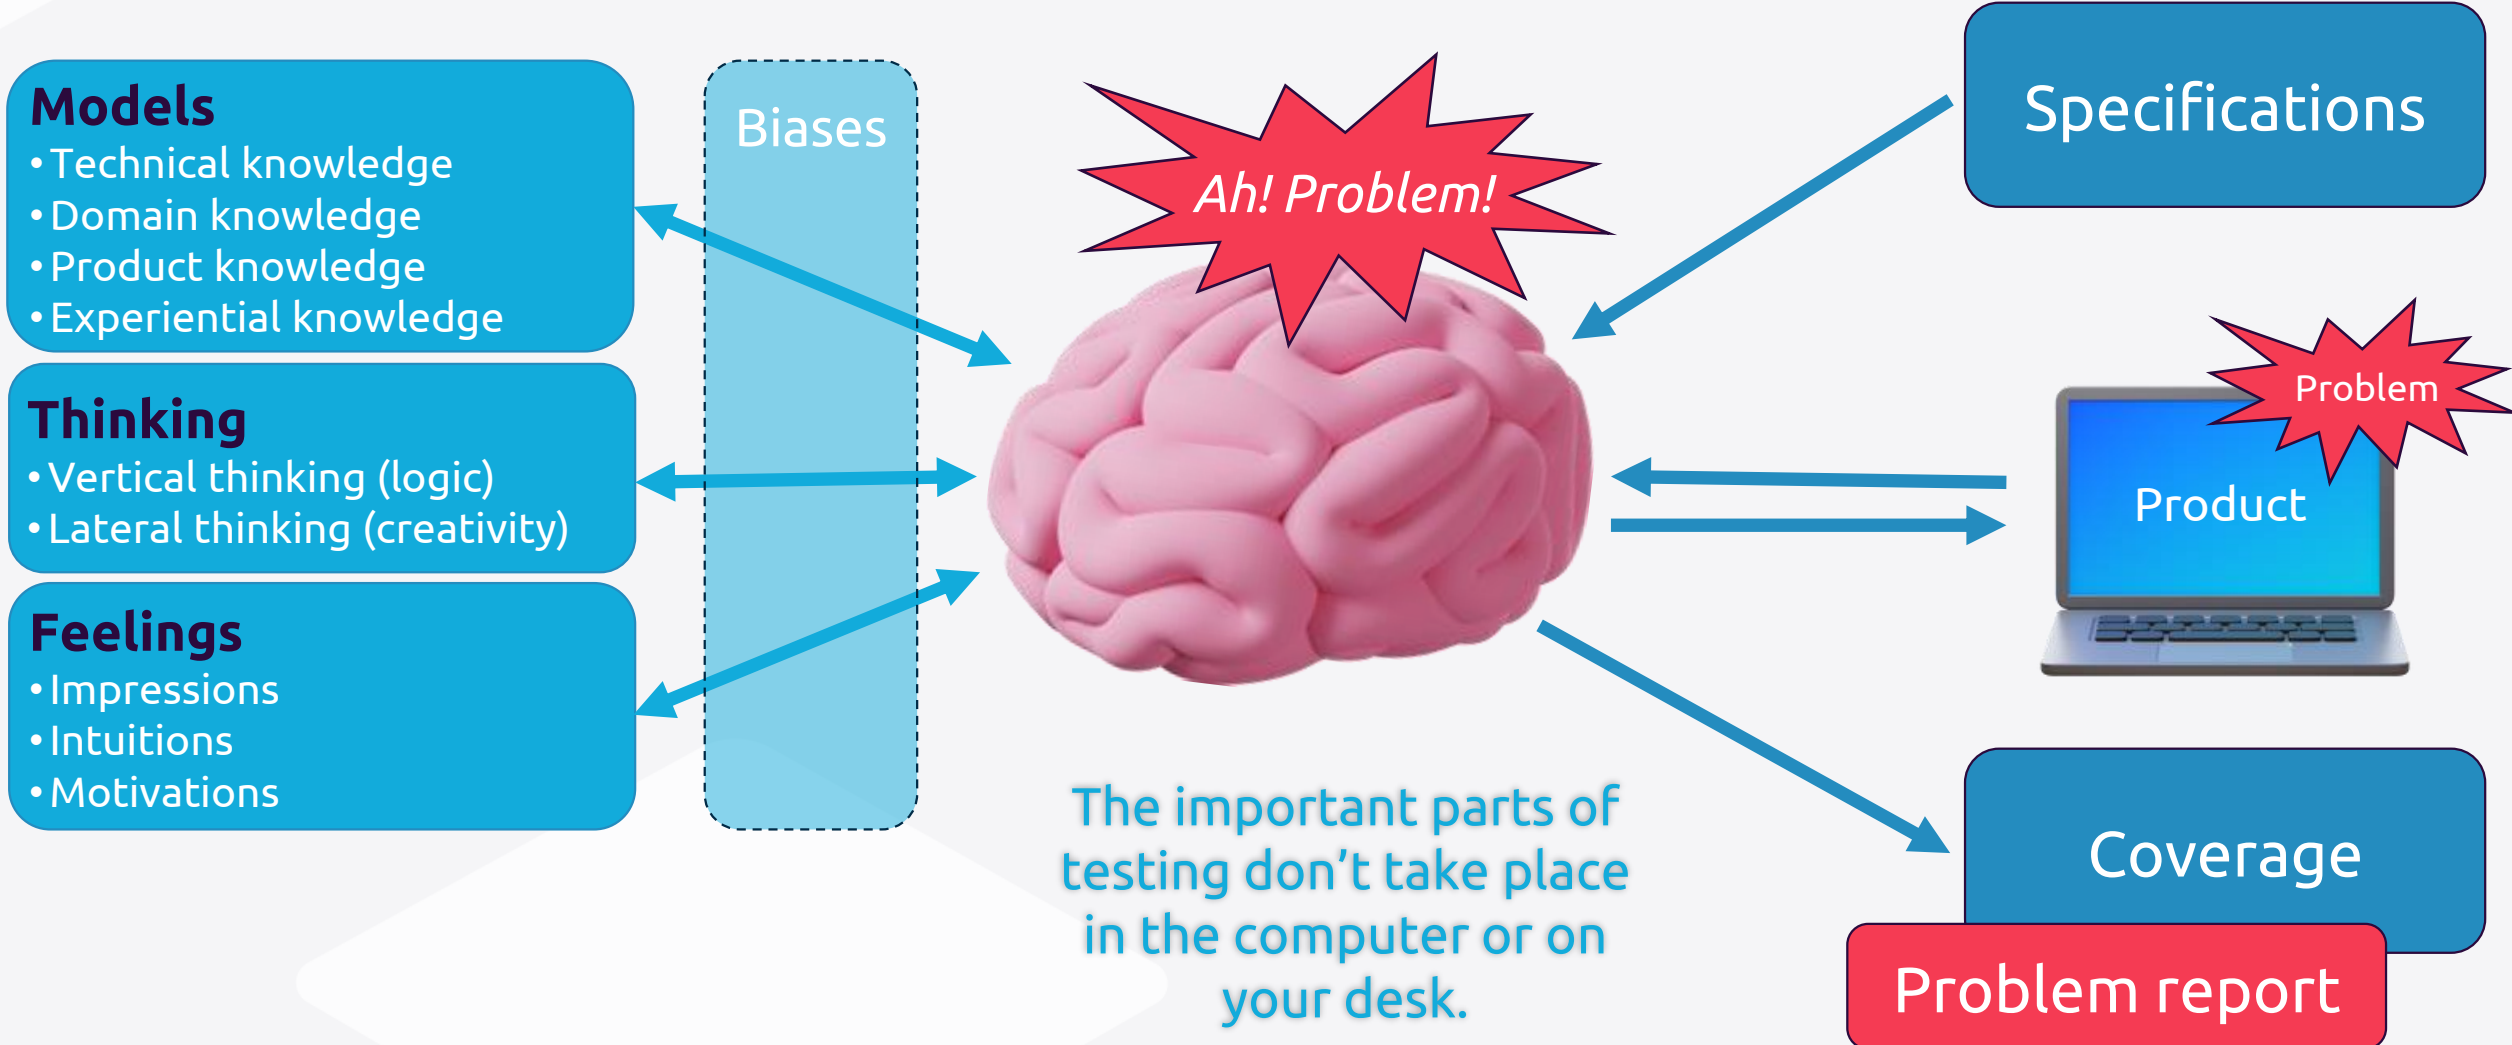 Models
• Technical knowledge
• Domain knowledge
• Product knowledge
• Experiential knowledge
Thinking
• Vertical thinking (logic)
• Lateral thinking (creativity)
Feelings
• Impressions
• Intuitions
• Motivations
Biases
Ah! Problem!
The important parts of
testing don’t take place
in the computer or on
your desk.
Specifications
Problem
Product
Coverage
Problem report